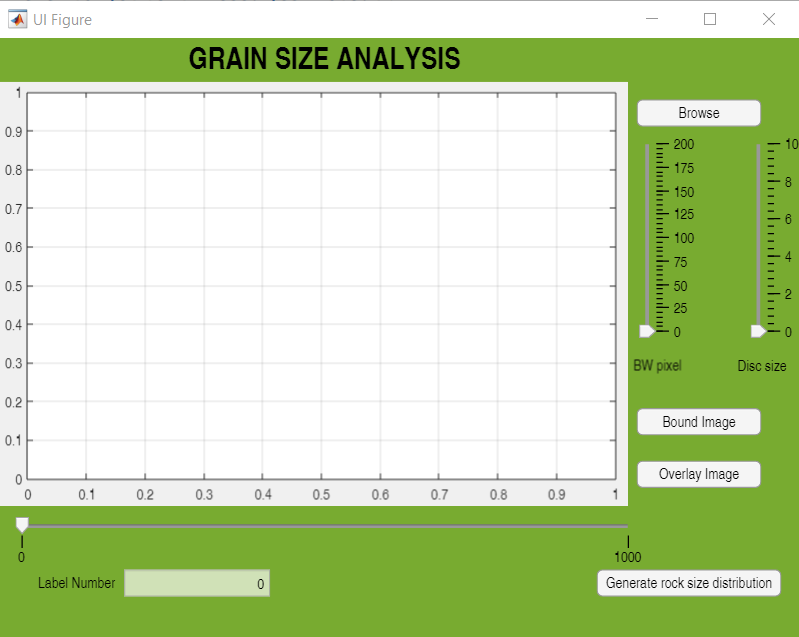 UI Figure
GRAIN SIZE ANALYSIS
1
0.9
0.8
0.7
0.6
0.5
0.4
0.3
0.2
0.1
0
0 0.1 0.2 0.3 0.4 0.5 0.6 0.7 0.8 0.9 1
Browse
200
175
150
125
100
75
50
25
0
BW pixel
10
8
6
4
2
0
Disc size
Bound Image
Overlay Image
0 1000
Label Number 0
Generate rock size distribution